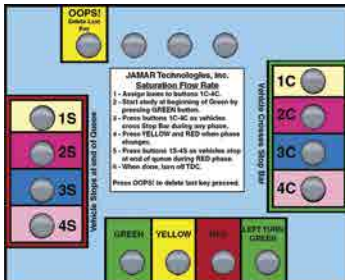 OOPS!
Delete Last
Key
JAMAR Technologies, Inc.
Saturation Flow Rate
1 - Assign lanes to buttons 1C-4C.
2 - Start study at beginning of Green by
pressing GREEN button.
3 - Press buttons 1C-4C as vehicles
cross Stop Bar during any phase.
4 - Press YELLOW and RED when phase
changes.
5 - Press buttons 1S-4S as vehicles stop
at end of queue during RED phase.
6 - When done, turn off TDC.
Press OOPS! to delete last key pressed.
1S
2S
3S
4S
Vehicle Stops at end of Queue
Vehicle Crosses Stop Bar
1C
2C
3C
4C
GREEN
YELLOW
RED
LEFT TURN
GREEN